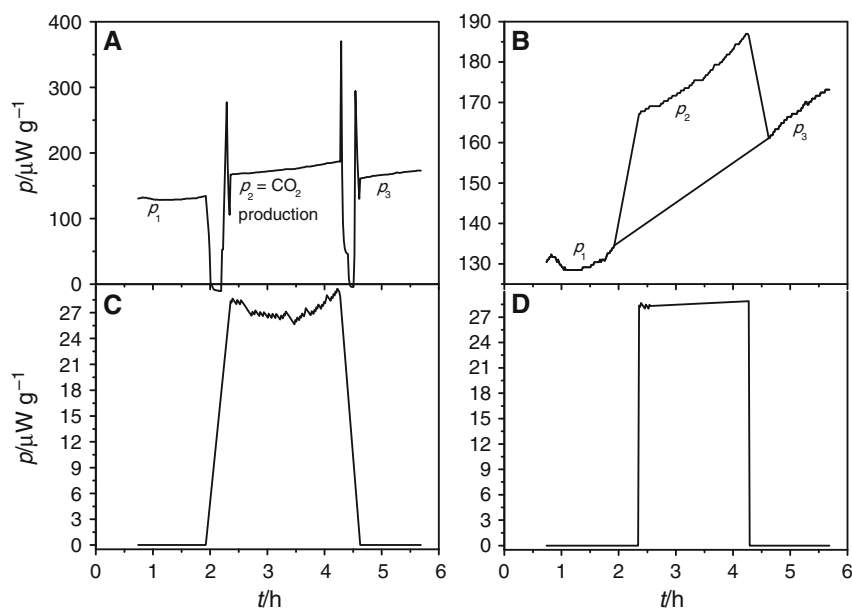 A
400
300
200
100
0
p/µW g⁻¹
p₁
p₂ = CO₂
production
p₃
B
190
180
170
160
150
140
130
p₁
p₂
p₃
C
27
24
21
18
15
12
9
6
3
0
p/µW g⁻¹
0 1 2 3 4 5 6
t/h
D
27
24
21
18
15
12
9
6
3
0
0 1 2 3 4 5 6
t/h